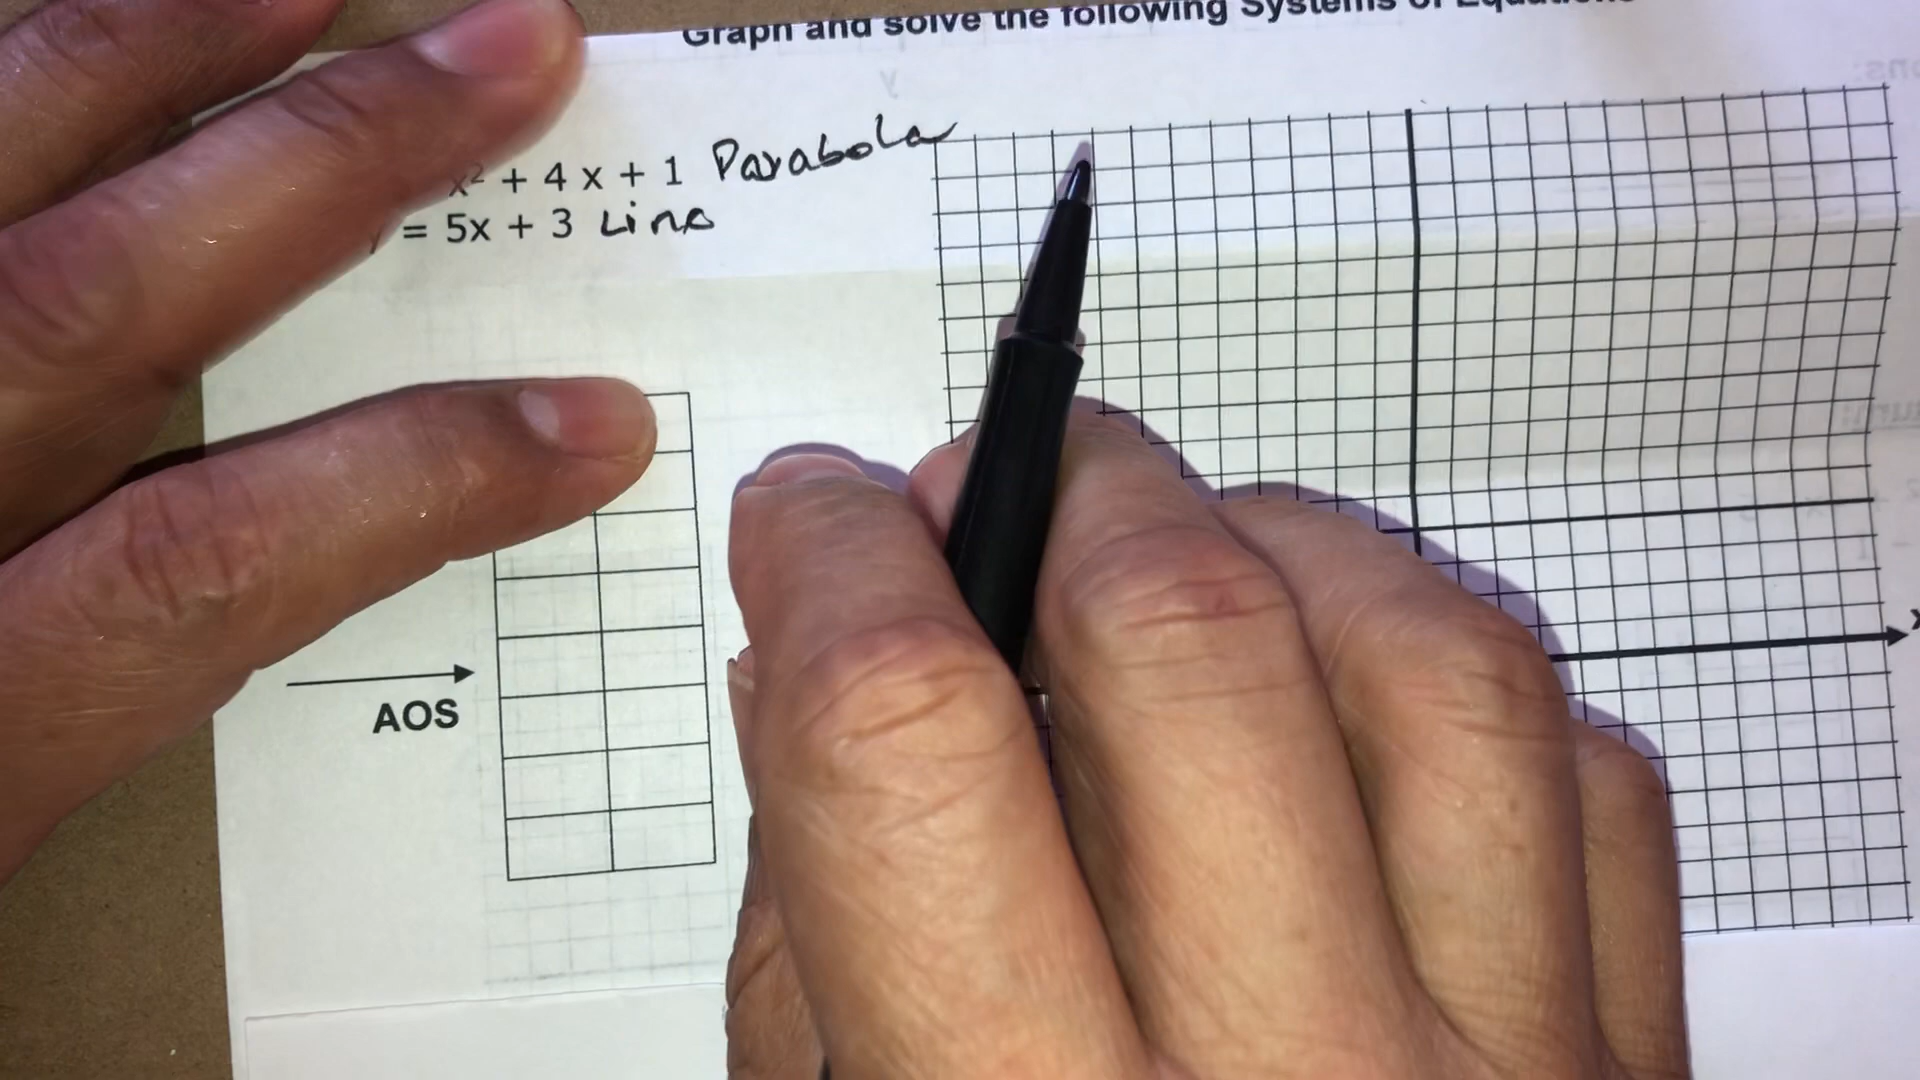 Graph and solve the following Systems of Equations
x² + 4 x + 1 Parabola
y = 5x + 3 Line
AOS
x
y